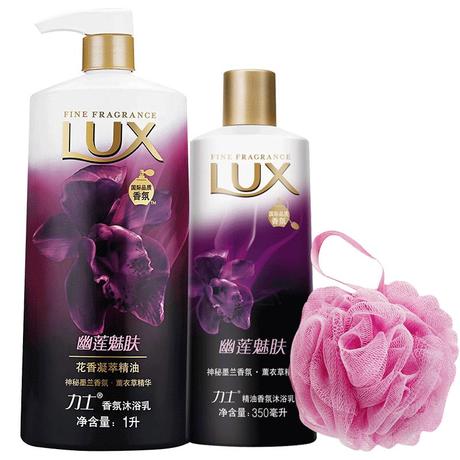 FINE FRAGRANCE
LUX
国际品质
香氛
幽莲魅肤
花香凝萃精油
神秘墨兰香氛·薰衣草精华
力士®香氛沐浴乳
净含量：1升
FINE FRAGRANCE
LUX
国际品质
香氛
幽莲魅肤
神秘墨兰香氛·薰衣草精
力士®精油香氛沐浴乳
净含量：350毫升